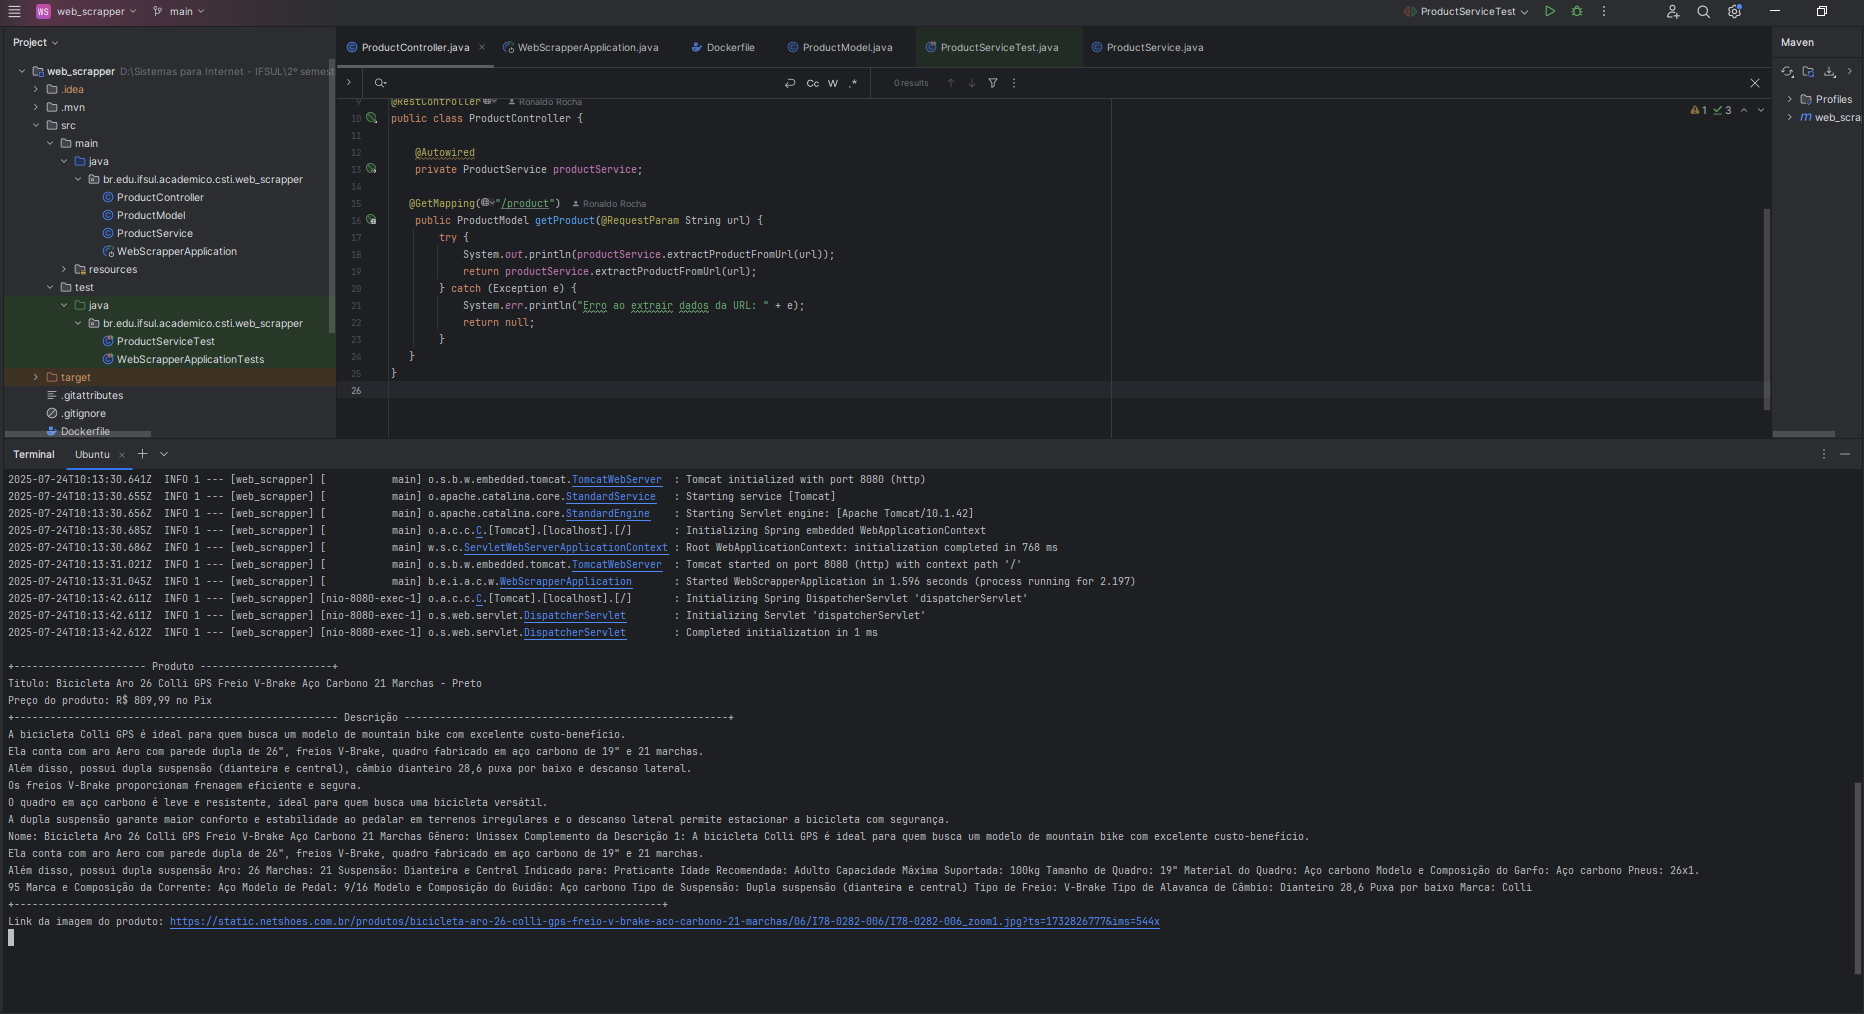 WS web_scrapper main ProductServiceTest
Project
web_scrapper D:\Sistemas para Internet - IFSUL\2º semest
.idea
.mvn
src
main
java
br.edu.ifsul.academico.csti.web_scrapper
ProductController
ProductModel
ProductService
WebScrapperApplication
resources
test
java
br.edu.ifsul.academico.csti.web_scrapper
ProductServiceTest
WebScrapperApplicationTests
target
.gitattributes
.gitignore
Dockerfile
ProductController.java WebScrapperApplication.java Dockerfile ProductModel.java ProductServiceTest.java ProductService.java
Cc W .* 0 results
1 3
9 @RestController Ronaldo Rocha
10 public class ProductController {
11
12 @Autowired
13 private ProductService productService;
14
15 @GetMapping("/product") Ronaldo Rocha
16 public ProductModel getProduct(@RequestParam String url) {
17 try {
18 System.out.println(productService.extractProductFromUrl(url));
19 return productService.extractProductFromUrl(url);
20 } catch (Exception e) {
21 System.err.println("Erro ao extrair dados da URL: " + e);
22 return null;
23 }
24 }
25 }
26
Maven
Profiles
web_scra
Terminal Ubuntu
2025-07-24T10:13:30.641Z  INFO 1 --- [web_scrapper] [           main] o.s.b.w.embedded.tomcat.TomcatWebServer  : Tomcat initialized with port 8080 (http)
2025-07-24T10:13:30.655Z  INFO 1 --- [web_scrapper] [           main] o.apache.catalina.core.StandardService   : Starting service [Tomcat]
2025-07-24T10:13:30.656Z  INFO 1 --- [web_scrapper] [           main] o.apache.catalina.core.StandardEngine    : Starting Servlet engine: [Apache Tomcat/10.1.42]
2025-07-24T10:13:30.685Z  INFO 1 --- [web_scrapper] [           main] o.a.c.c.C.[Tomcat].[localhost].[/]       : Initializing Spring embedded WebApplicationContext
2025-07-24T10:13:30.686Z  INFO 1 --- [web_scrapper] [           main] w.s.c.ServletWebServerApplicationContext : Root WebApplicationContext: initialization completed in 768 ms
2025-07-24T10:13:31.021Z  INFO 1 --- [web_scrapper] [           main] o.s.b.w.embedded.tomcat.TomcatWebServer  : Tomcat started on port 8080 (http) with context path '/'
2025-07-24T10:13:31.045Z  INFO 1 --- [web_scrapper] [           main] b.e.i.a.c.w.WebScrapperApplication       : Started WebScrapperApplication in 1.596 seconds (process running for 2.197)
2025-07-24T10:13:42.611Z  INFO 1 --- [web_scrapper] [nio-8080-exec-1] o.a.c.c.C.[Tomcat].[localhost].[/]       : Initializing Spring DispatcherServlet 'dispatcherServlet'
2025-07-24T10:13:42.611Z  INFO 1 --- [web_scrapper] [nio-8080-exec-1] o.s.web.servlet.DispatcherServlet        : Initializing Servlet 'dispatcherServlet'
2025-07-24T10:13:42.612Z  INFO 1 --- [web_scrapper] [nio-8080-exec-1] o.s.web.servlet.DispatcherServlet        : Completed initialization in 1 ms
+---------------------- Produto ----------------------+
Titulo: Bicicleta Aro 26 Colli GPS Freio V-Brake Aço Carbono 21 Marchas - Preto
Preço do produto: R$ 809,99 no Pix
+------------------------------------------------------ Descrição ------------------------------------------------------+
A bicicleta Colli GPS é ideal para quem busca um modelo de mountain bike com excelente custo-benefício.
Ela conta com aro Aero com parede dupla de 26", freios V-Brake, quadro fabricado em aço carbono de 19" e 21 marchas.
Além disso, possui dupla suspensão (dianteira e central), câmbio dianteiro 28,6 puxa por baixo e descanso lateral.
Os freios V-Brake proporcionam frenagem eficiente e segura.
O quadro em aço carbono é leve e resistente, ideal para quem busca uma bicicleta versátil.
A dupla suspensão garante maior conforto e estabilidade ao pedalar em terrenos irregulares e o descanso lateral permite estacionar a bicicleta com segurança.
Nome: Bicicleta Aro 26 Colli GPS Freio V-Brake Aço Carbono 21 Marchas Gênero: Unissex Complemento da Descrição 1: A bicicleta Colli GPS é ideal para quem busca um modelo de mountain bike com excelente custo-benefício.
Ela conta com aro Aero com parede dupla de 26", freios V-Brake, quadro fabricado em aço carbono de 19" e 21 marchas.
Além disso, possui dupla suspensão Aro: 26 Marchas: 21 Suspensão: Dianteira e Central Indicado para: Praticante Idade Recomendada: Adulto Capacidade Máxima Suportada: 100kg Tamanho de Quadro: 19" Material do Quadro: Aço carbono Modelo e Composição do Garfo: Aço carbono Pneus: 26x1.
95 Marca e Composição da Corrente: Aço Modelo de Pedal: 9/16 Modelo e Composição do Guidão: Aço carbono Tipo de Suspensão: Dupla suspensão (dianteira e central) Tipo de Freio: V-Brake Tipo de Alavanca de Câmbio: Dianteiro 28,6 Puxa por baixo Marca: Colli
+------------------------------------------------------------------------------------------------------------+
Link da imagem do produto: https://static.netshoes.com.br/produtos/bicicleta-aro-26-colli-gps-freio-v-brake-aco-carbono-21-marchas/06/I78-0282-006/I78-0282-006_zoom1.jpg?ts=1732826777&ims=544x